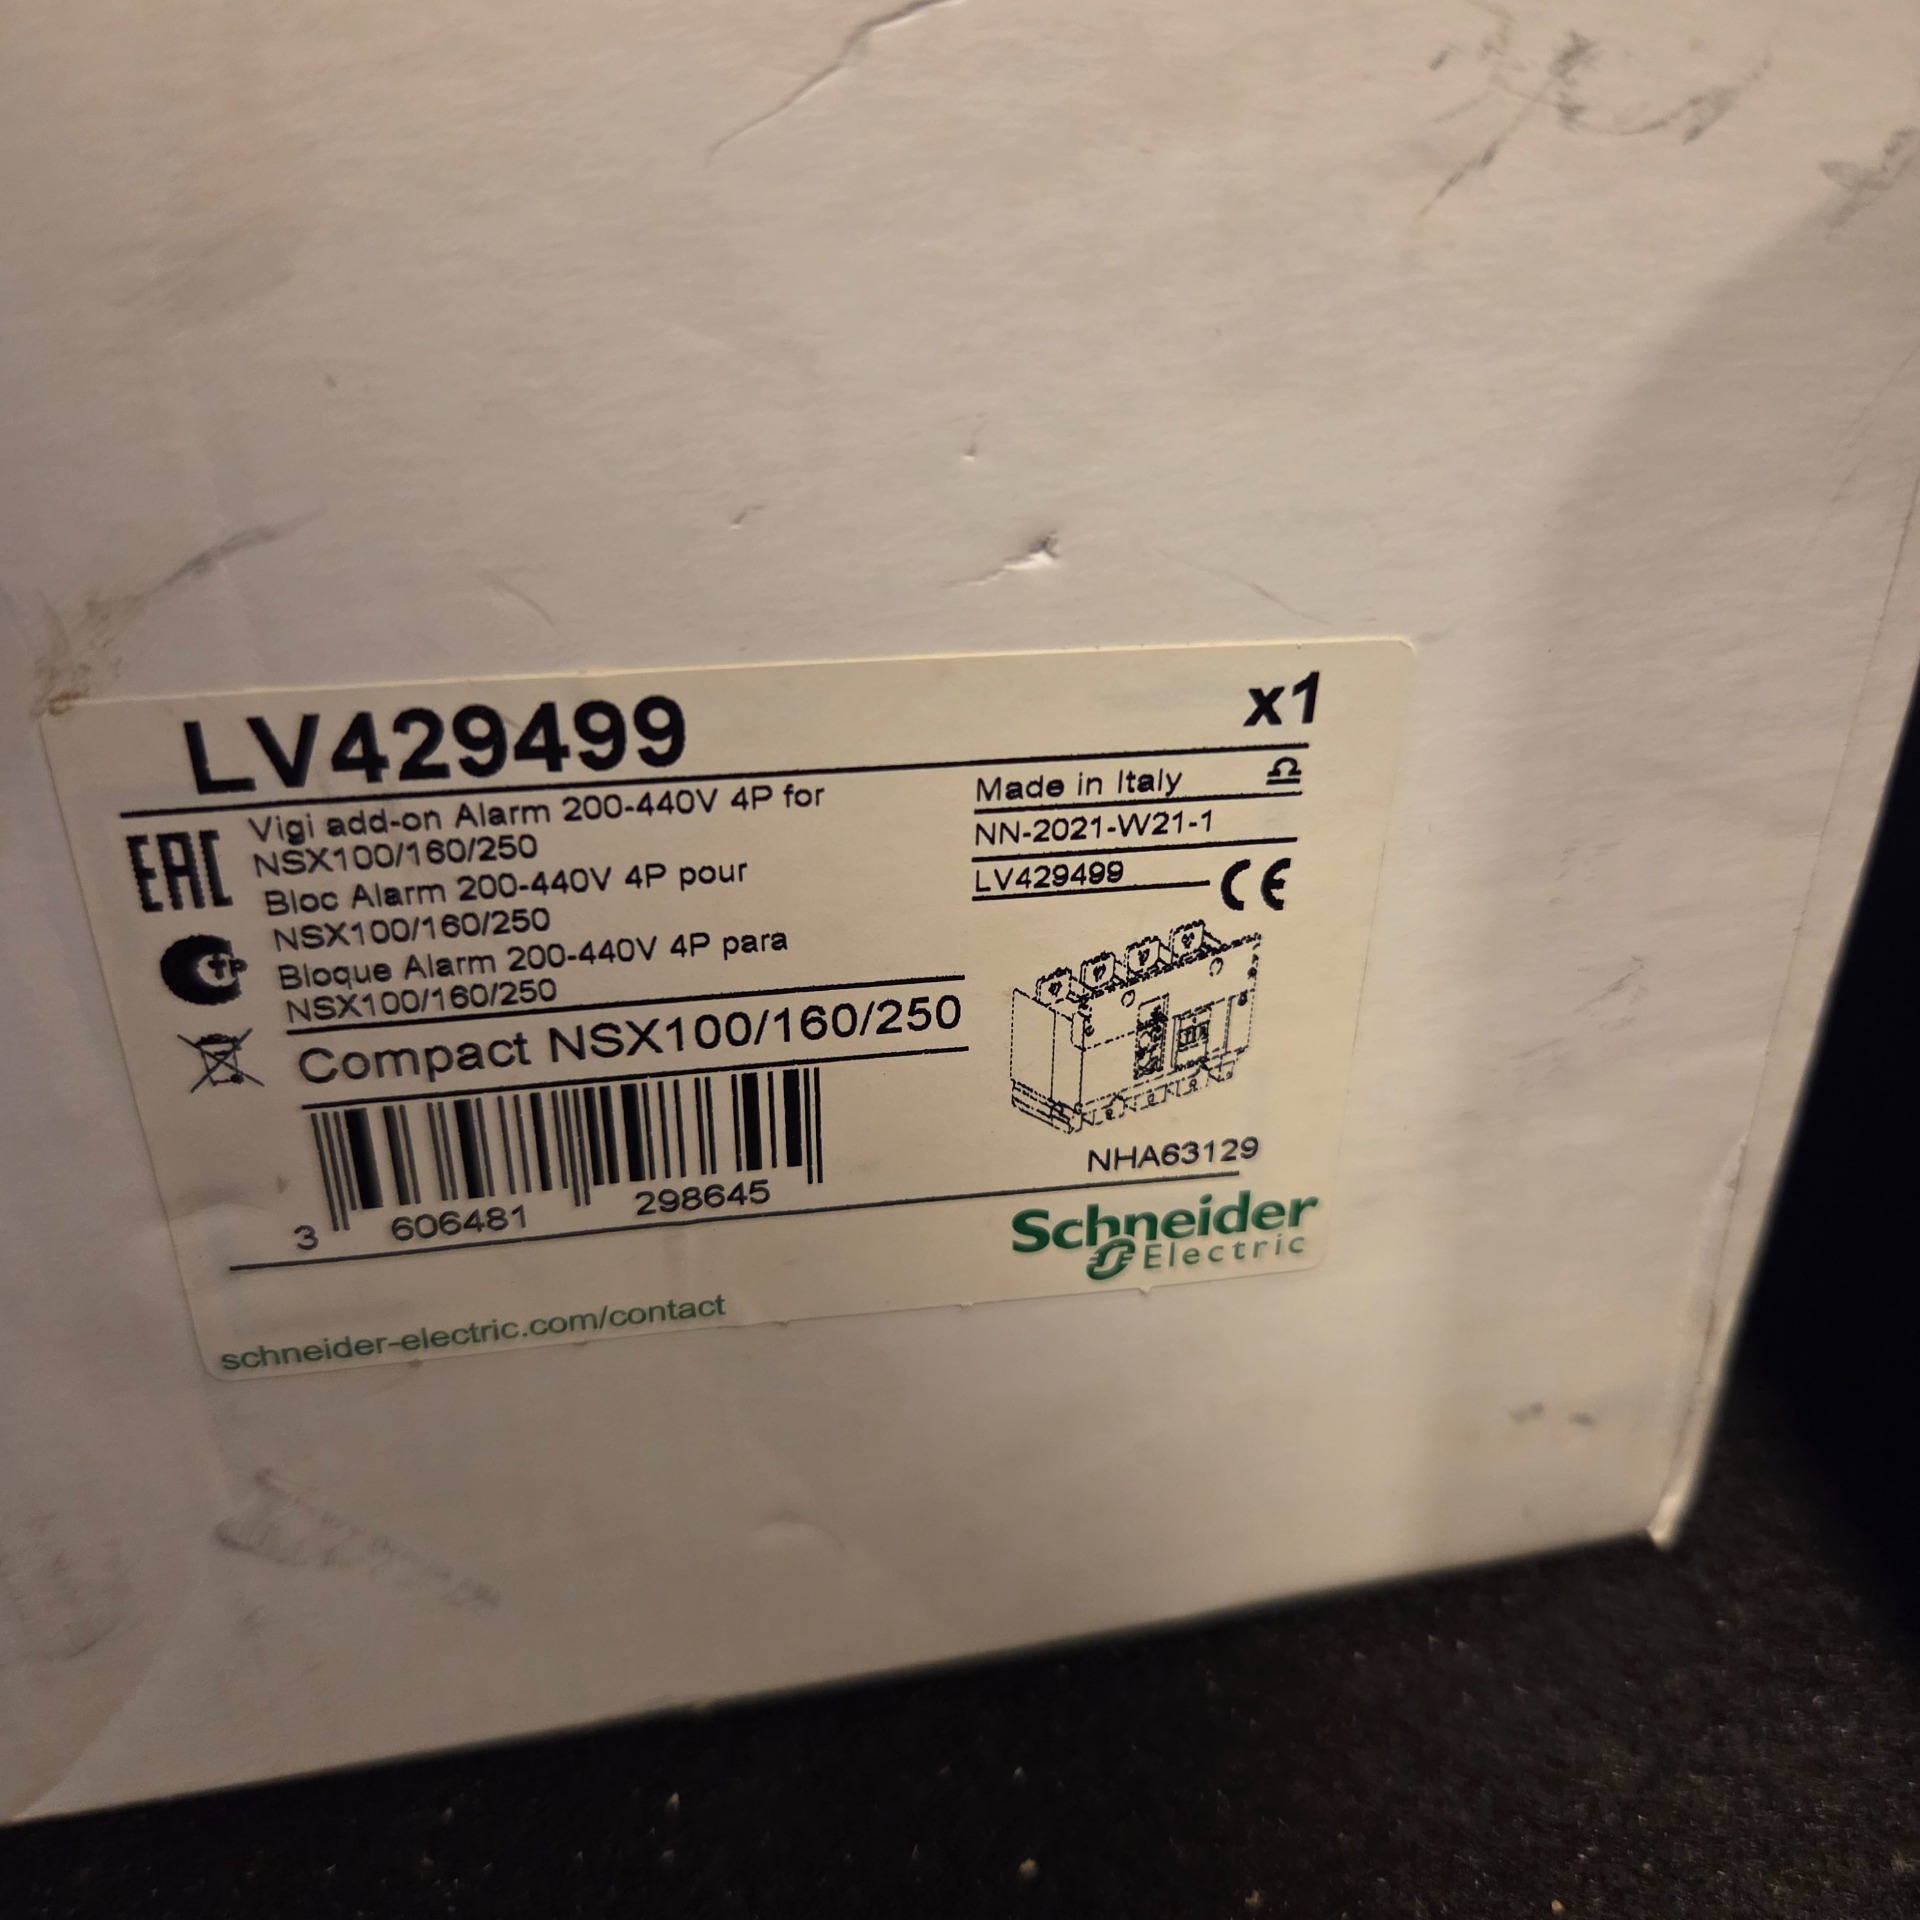 LV429499
x1
Vigi add-on Alarm 200-440V 4P for
NSX100/160/250
Bloc Alarm 200-440V 4P pour
NSX100/160/250
Bloque Alarm 200-440V 4P para
NSX100/160/250
Compact NSX100/160/250
3 606481 298645
Made in Italy
NN-2021-W21-1
LV429499
CE
EAC
NHA63129
Schneider
Electric
schneider-electric.com/contact